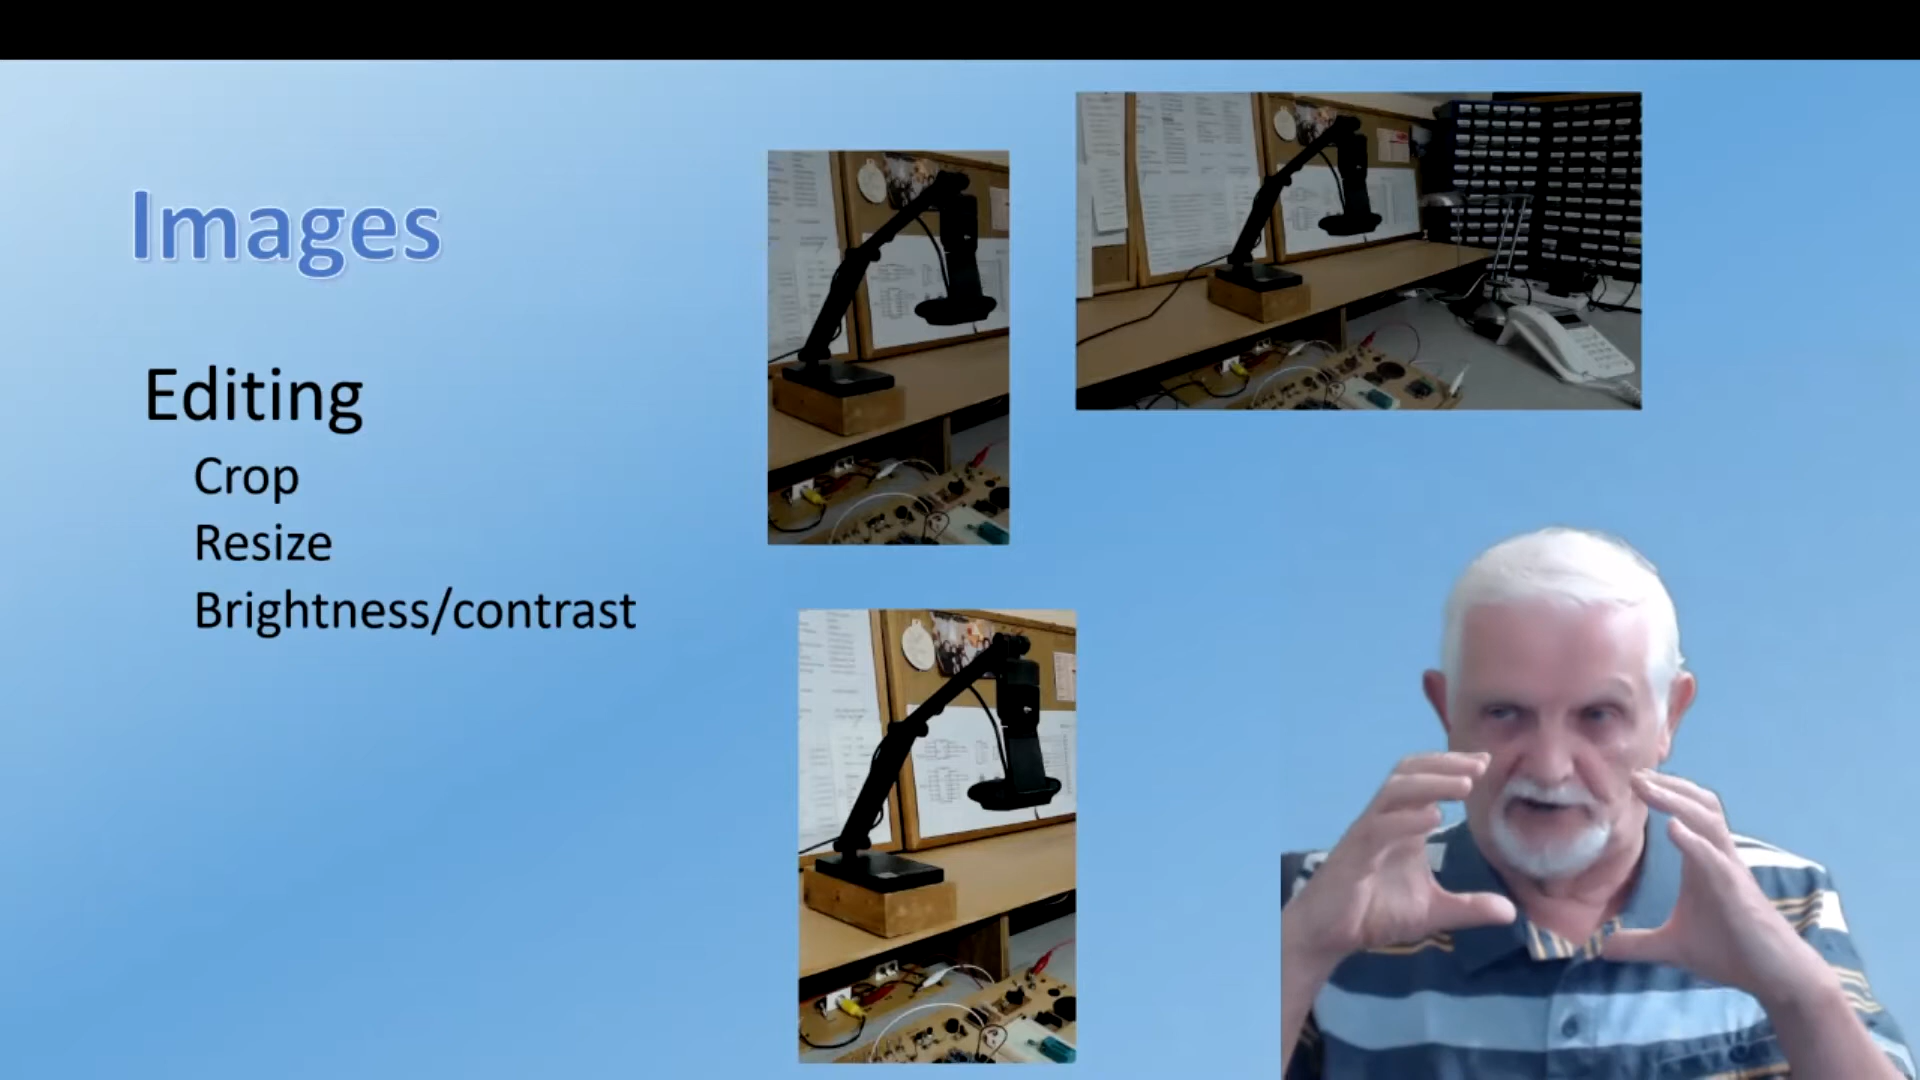 Images
Editing
Crop
Resize
Brightness/contrast